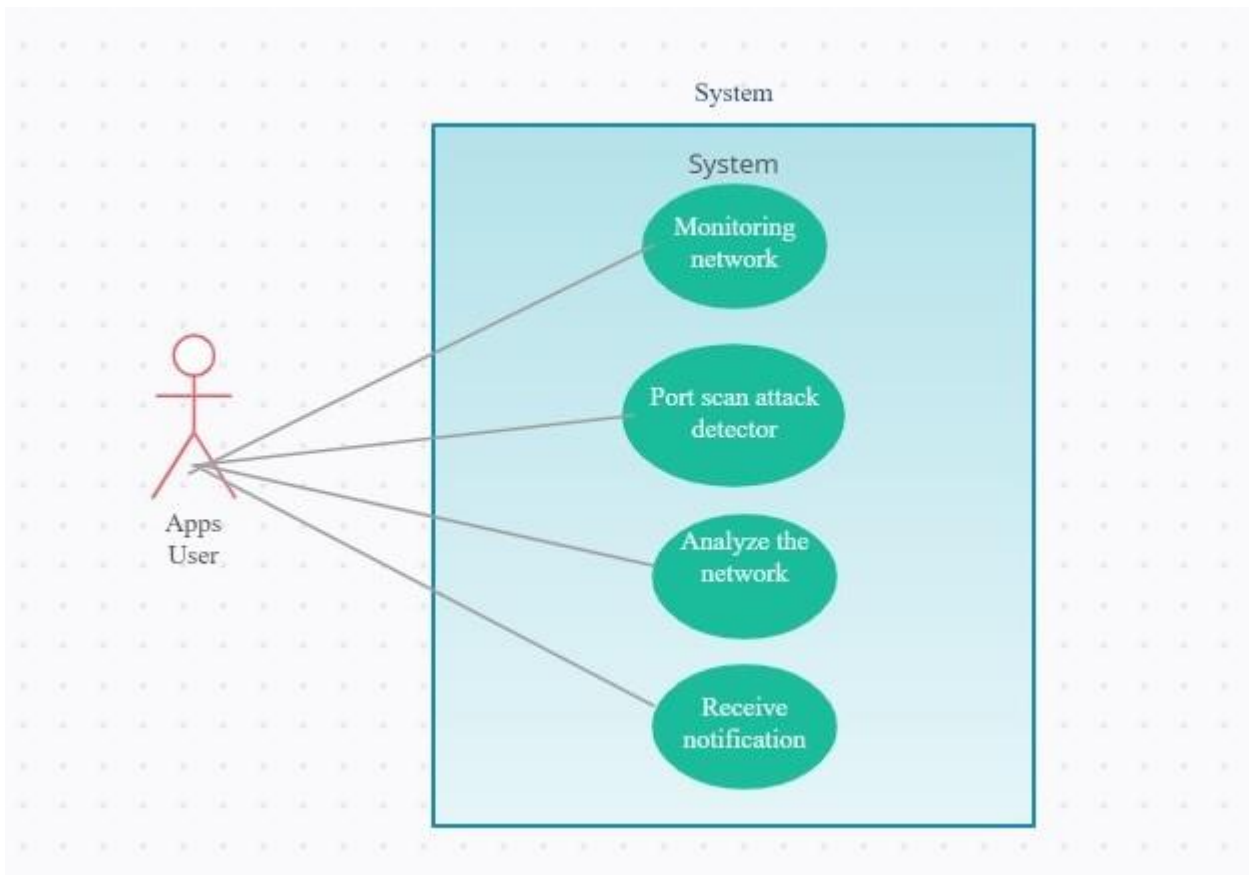 System
System
Monitoring
network
Port scan attack
detector
Apps
User
Analyze the
network
Receive
notification